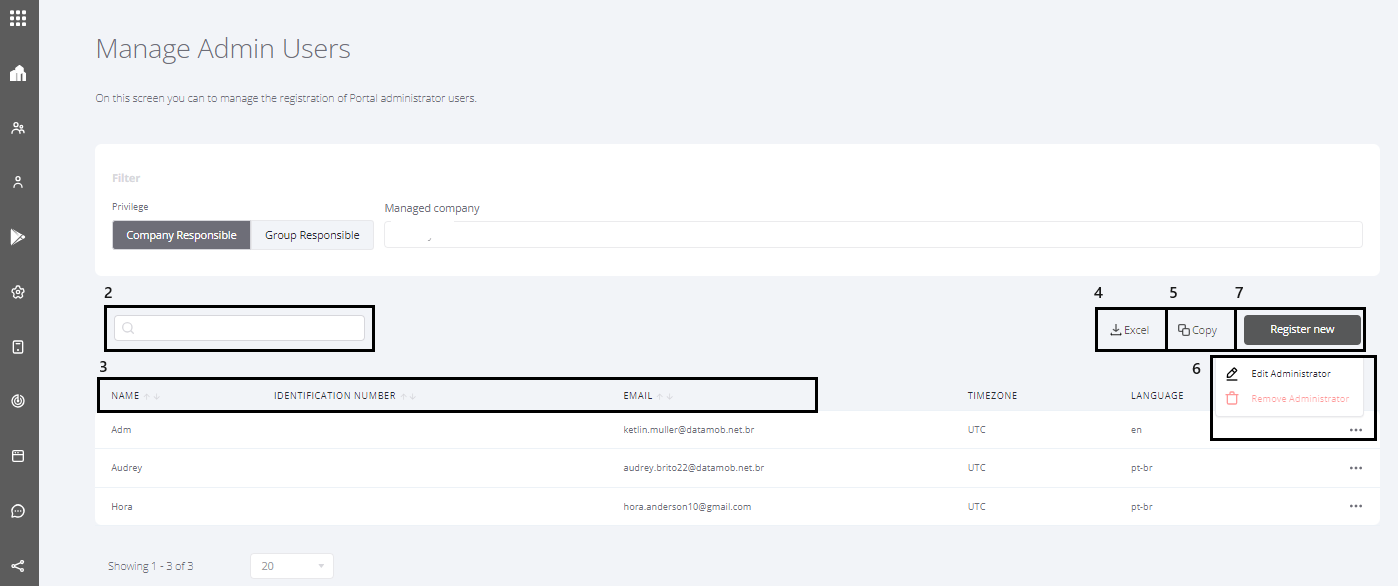 Manage Admin Users
On this screen you can to manage the registration of Portal administrator users.
Filter
Privilege
Managed company
Company Responsible Group Responsible
2
4 5 7
Excel Copy Register new
3
6
Edit Administrator
Remove Administrator
NAME IDENTIFICATION NUMBER EMAIL TIMEZONE LANGUAGE
Adm ketlin.muller@datamob.net.br UTC en
Audrey audrey.brito22@datamob.net.br UTC pt-br
Hora hora.anderson10@gmail.com UTC pt-br
Showing 1 - 3 of 3 20